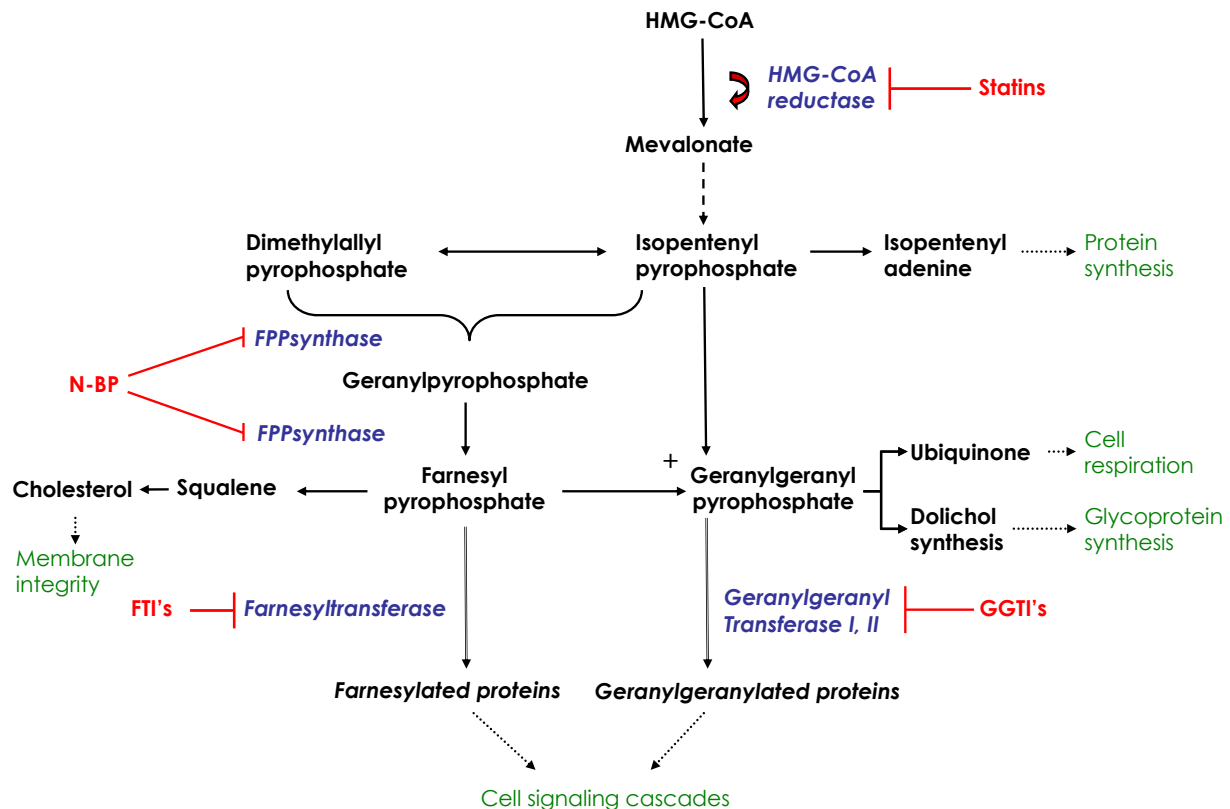 HMG-CoA
HMG-CoA
reductase
Statins
Mevalonate
Dimethylallyl
pyrophosphate
Isopentenyl
pyrophosphate
Isopentenyl
adenine
Protein
synthesis
FPPsynthase
N-BP
Geranylpyrophosphate
FPPsynthase
Cholesterol
Squalene
Farnesyl
pyrophosphate
+
Geranylgeranyl
pyrophosphate
Ubiquinone
Cell
respiration
Dolichol
synthesis
Glycoprotein
synthesis
Membrane
integrity
FTI's
Farnesyltransferase
Geranylgeranyl
Transferase I, II
GGTI's
Farnesylated proteins
Geranylgeranylated proteins
Cell signaling cascades